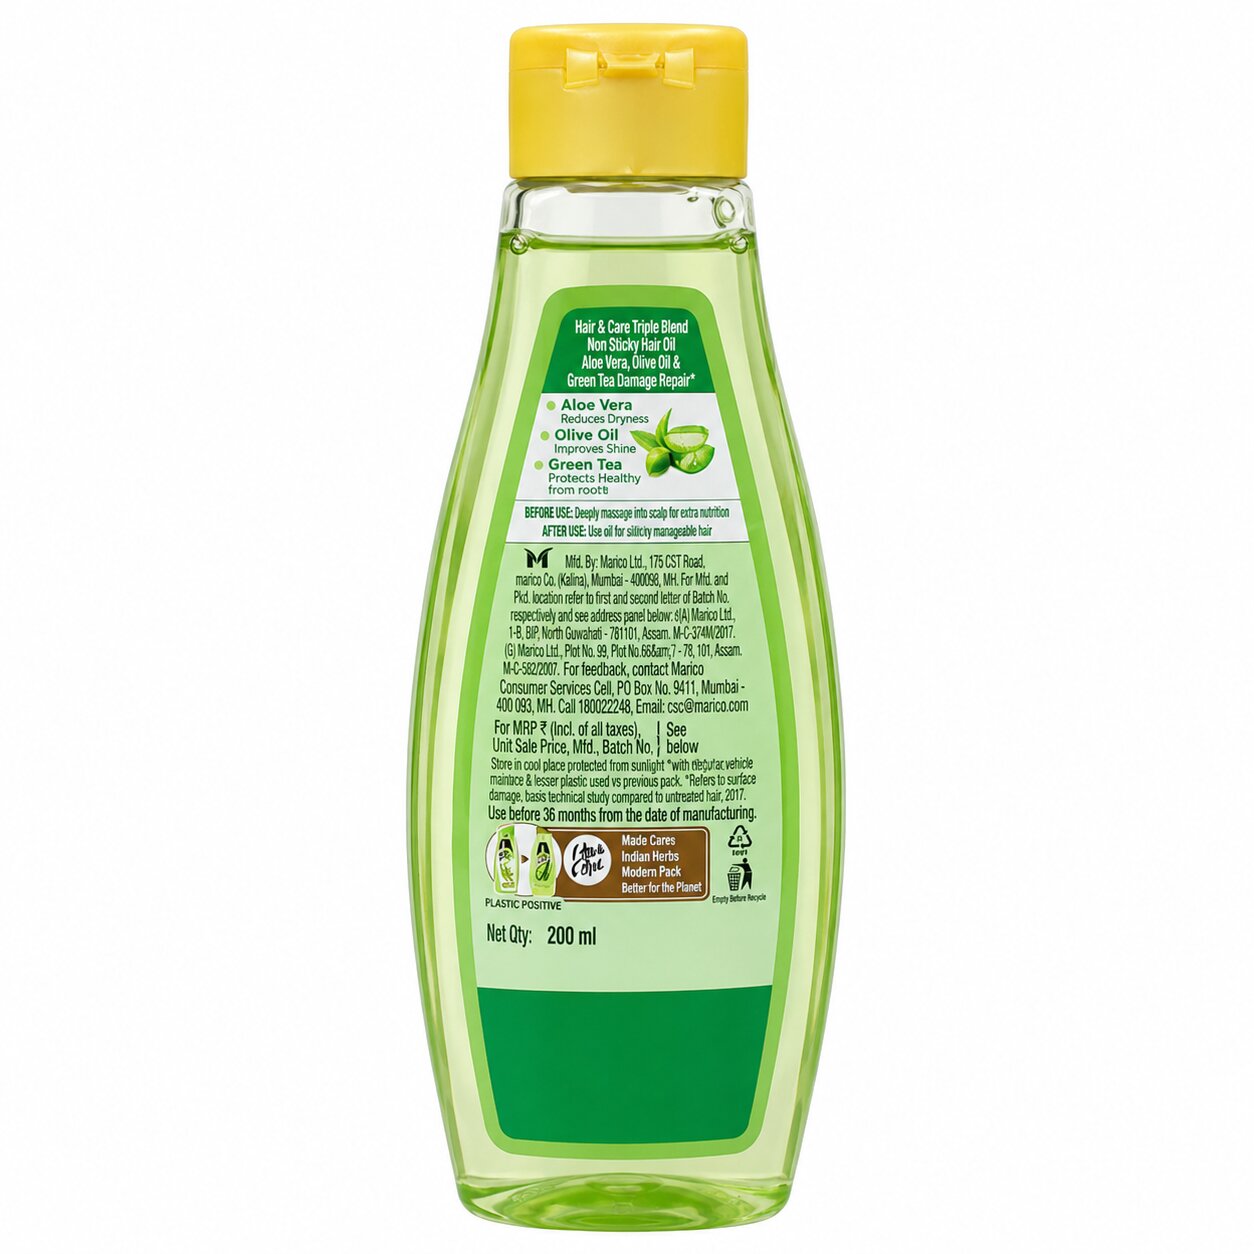 Hair & Care Triple Blend
Non Sticky Hair Oil
Aloe Vera, Olive Oil &
Green Tea Damage Repair*
Aloe Vera
Reduces Dryness
Olive Oil
Improves Shine
Green Tea
Protects Healthy
from
BEFORE USE: Deeply massage into scalp for extra nutrition
AFTER USE: Use oil for manageable hair
M
Mfd. By: Marico Ltd., 175 CST Road,
marico Co. (Kalina), Mumbai - 400098, MH. For Mfd. and
Pkd. location refer to first and second letter of Batch No.
respectively and see address panel below: (A) Marico Ltd.,
1-B, BIP, North Guwahati - 781101, Assam. M-C-374M/2017.
(G) Marico Ltd., Plot No. 99, Plot No.66&am;7 - 78, 101, Assam.
M-C-582/2007. For feedback, contact Marico
Consumer Services Cell, PO Box No. 9411, Mumbai -
400 093, MH. Call 180022248, Email: csc@marico.com
For MRP ₹ (Incl. of all taxes), | See
Unit Sale Price, Mfd., Batch No, | below
Store in cool place protected from sunlight *with vehicle
& lesser plastic used vs previous pack. *Refers to surface
damage, basis technical study compared to untreated hair, 2017.
Use before 36 months from the date of manufacturing.
Made Cares
Indian Herbs
Modern Pack
Better for the Planet
PLASTIC POSITIVE
Empty Before Recycle
Net Qty: 200 ml